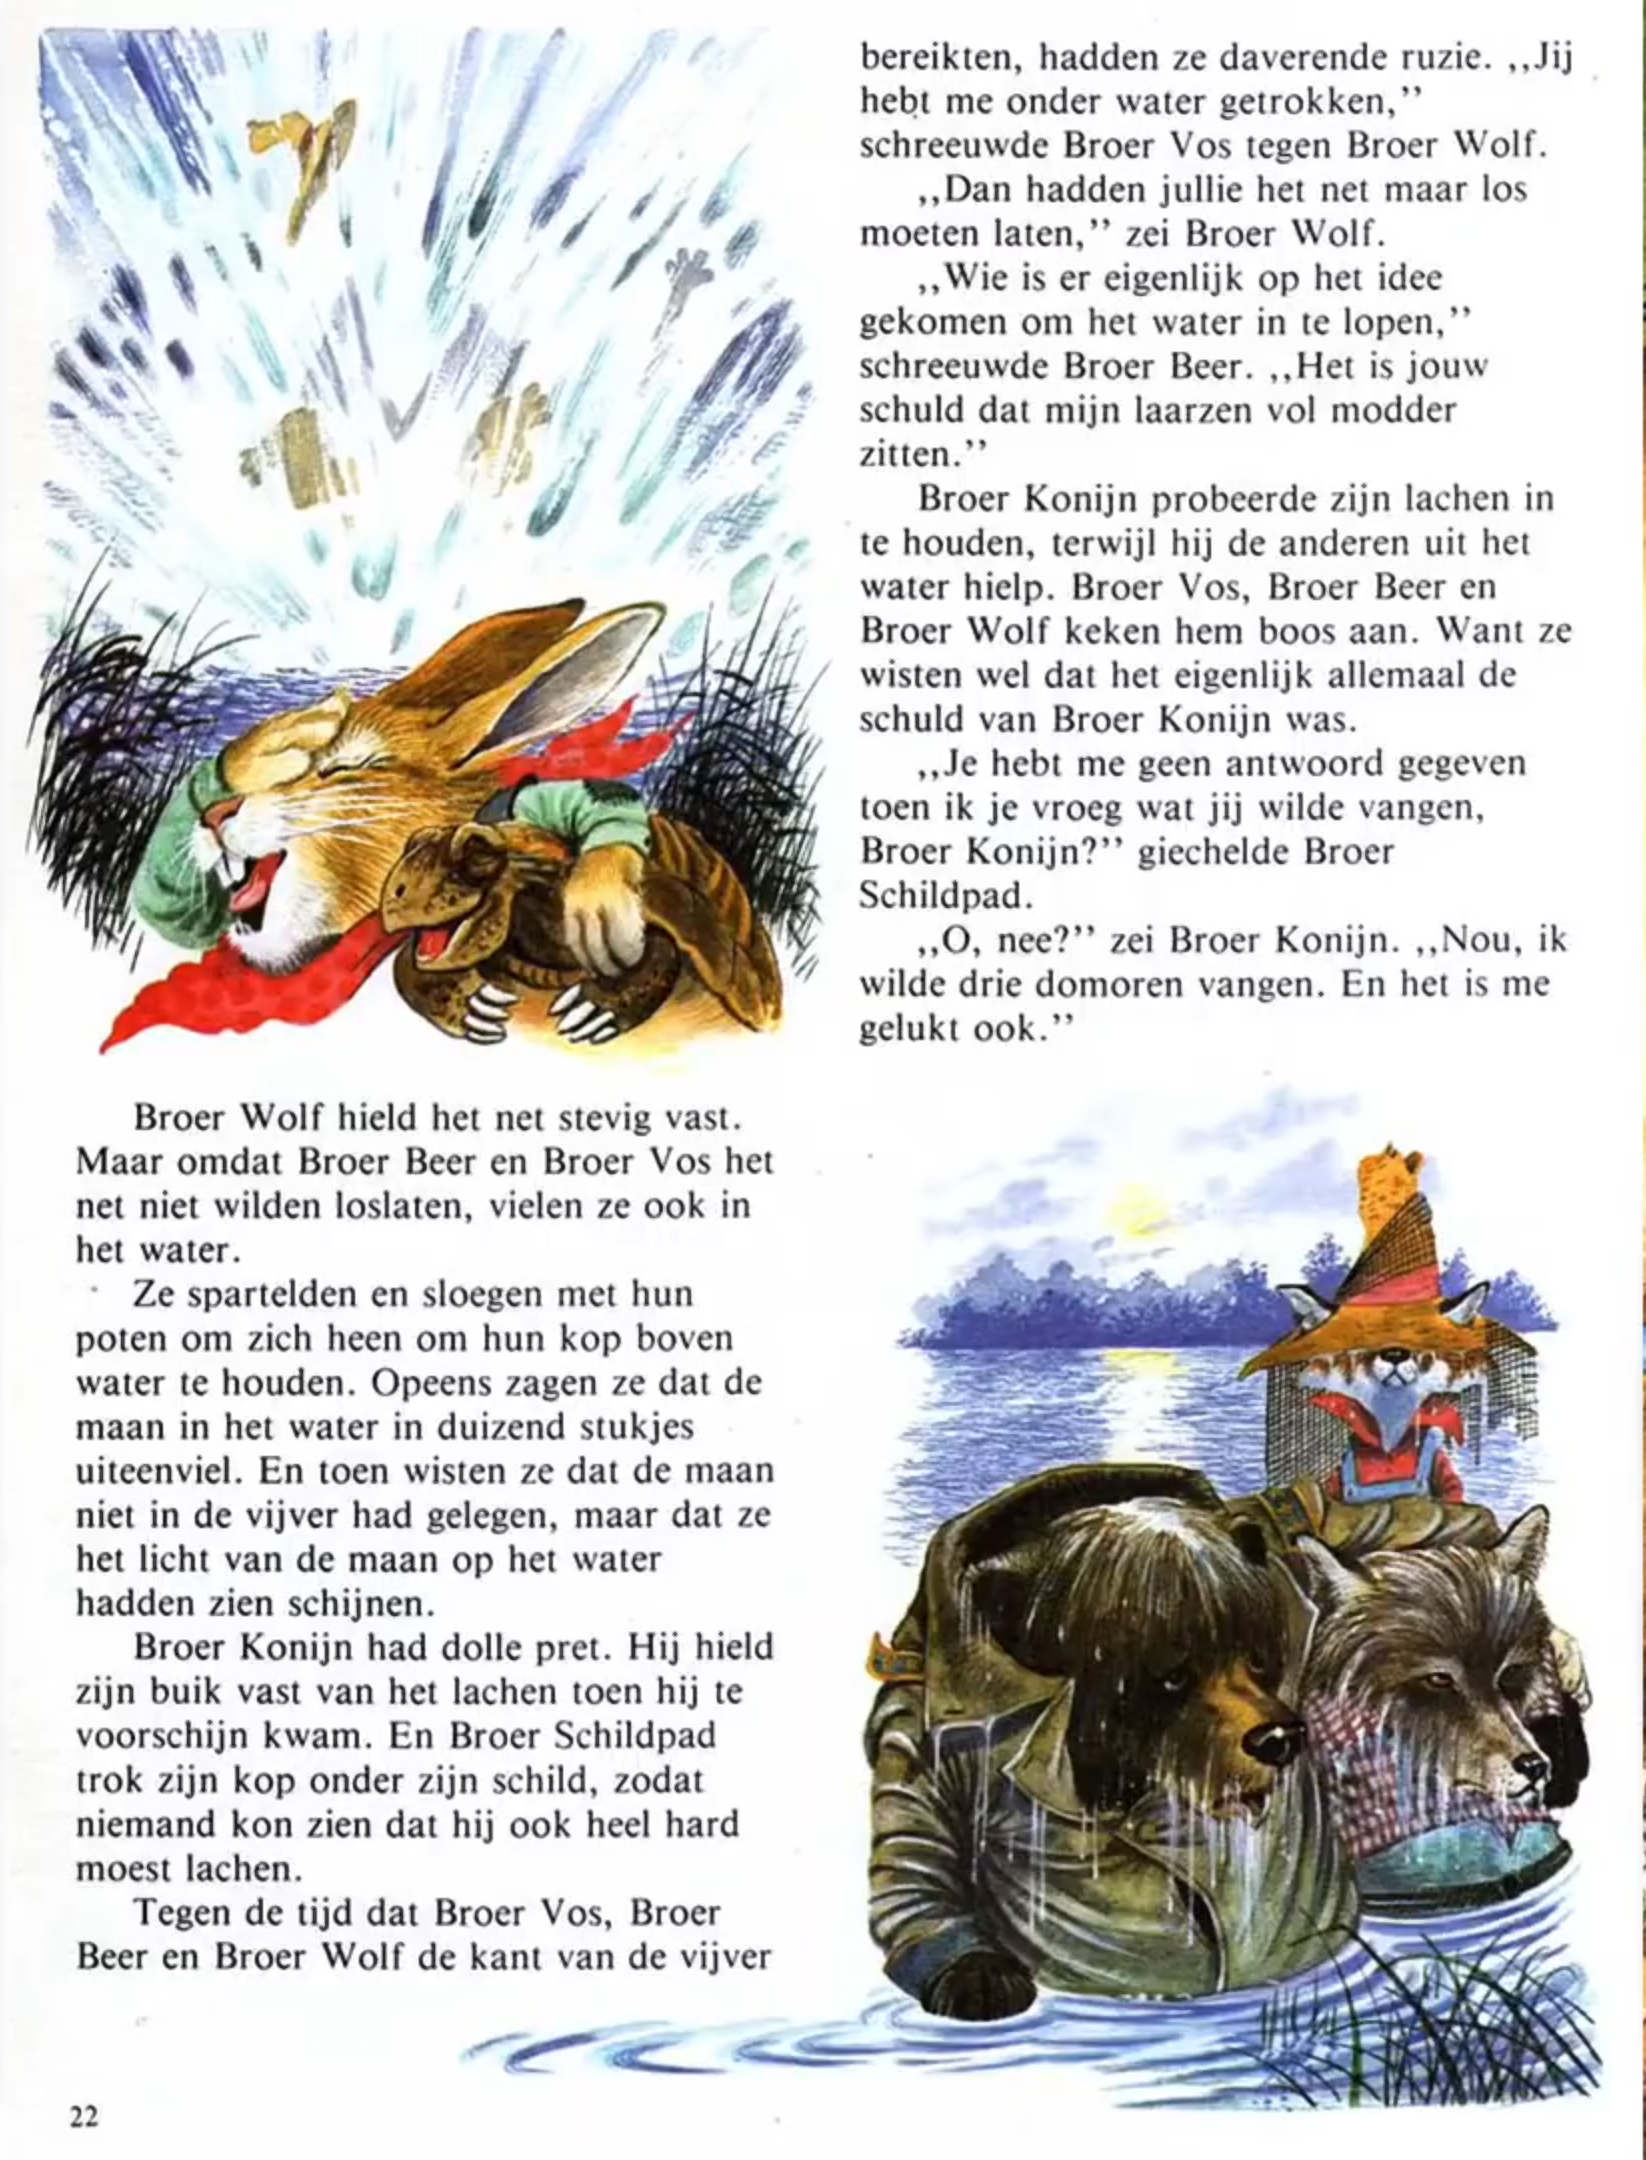 Broer Wolf hield het net stevig vast.
Maar omdat Broer Beer en Broer Vos het
net niet wilden loslaten, vielen ze ook in
het water.
Ze spartelden en sloegen met hun
poten om zich heen om hun kop boven
water te houden. Opeens zagen ze dat de
maan in het water in duizend stukjes
uiteenviel. En toen wisten ze dat de maan
niet in de vijver had gelegen, maar dat ze
het licht van de maan op het water
hadden zien schijnen.
Broer Konijn had dolle pret. Hij hield
zijn buik vast van het lachen toen hij te
voorschijn kwam. En Broer Schildpad
trok zijn kop onder zijn schild, zodat
niemand kon zien dat hij ook heel hard
moest lachen.
Tegen de tijd dat Broer Vos, Broer
Beer en Broer Wolf de kant van de vijver
bereikten, hadden ze daverende ruzie. ,,Jij
hebt me onder water getrokken,’’
schreeuwde Broer Vos tegen Broer Wolf.
,,Dan hadden jullie het net maar los
moeten laten,’’ zei Broer Wolf.
,,Wie is er eigenlijk op het idee
gekomen om het water in te lopen,’’
schreeuwde Broer Beer. ,,Het is jouw
schuld dat mijn laarzen vol modder
zitten.’’
Broer Konijn probeerde zijn lachen in
te houden, terwijl hij de anderen uit het
water hielp. Broer Vos, Broer Beer en
Broer Wolf keken hem boos aan. Want ze
wisten wel dat het eigenlijk allemaal de
schuld van Broer Konijn was.
,,Je hebt me geen antwoord gegeven
toen ik je vroeg wat jij wilde vangen,
Broer Konijn?’’ giechelde Broer
Schildpad.
,,O, nee?’’ zei Broer Konijn. ,,Nou, ik
wilde drie domoren vangen. En het is me
gelukt ook.’’
22